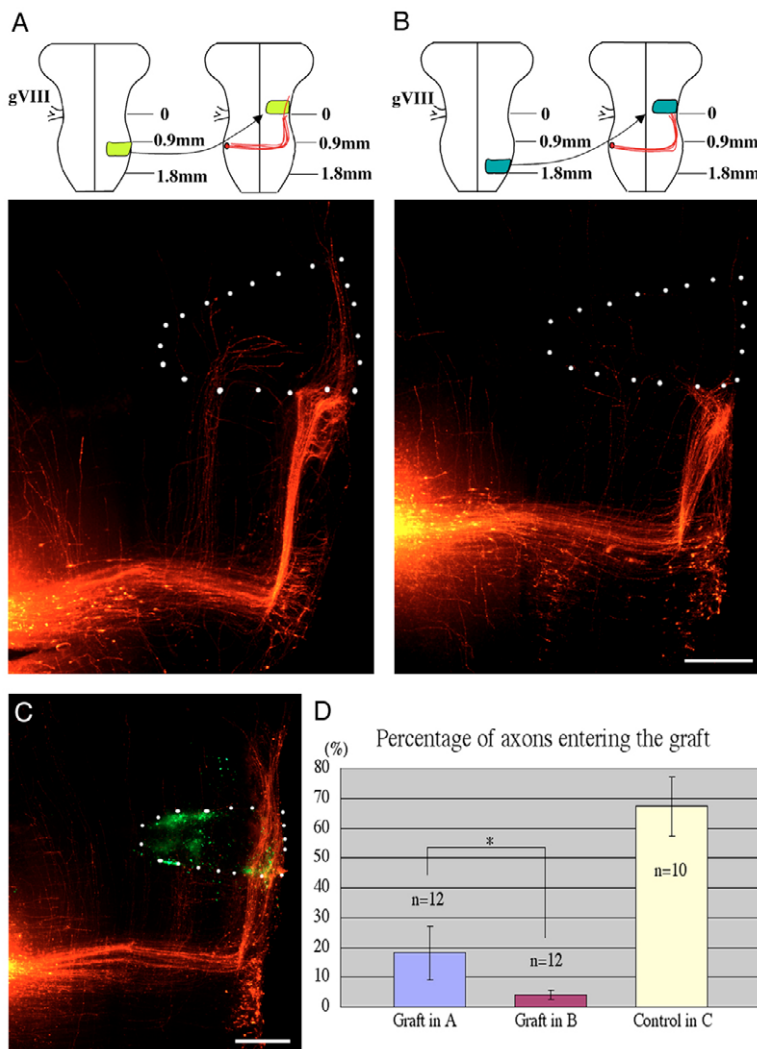 A
gVIII
0
0.9mm
1.8mm
0
0.9mm
1.8mm
B
gVIII
0
0.9mm
1.8mm
0
0.9mm
1.8mm
C
D
Percentage of axons entering the graft
(%)
80
70
60
50
40
30
20
10
0
*
n=12
n=12
n=10
Graft in A
Graft in B
Control in C